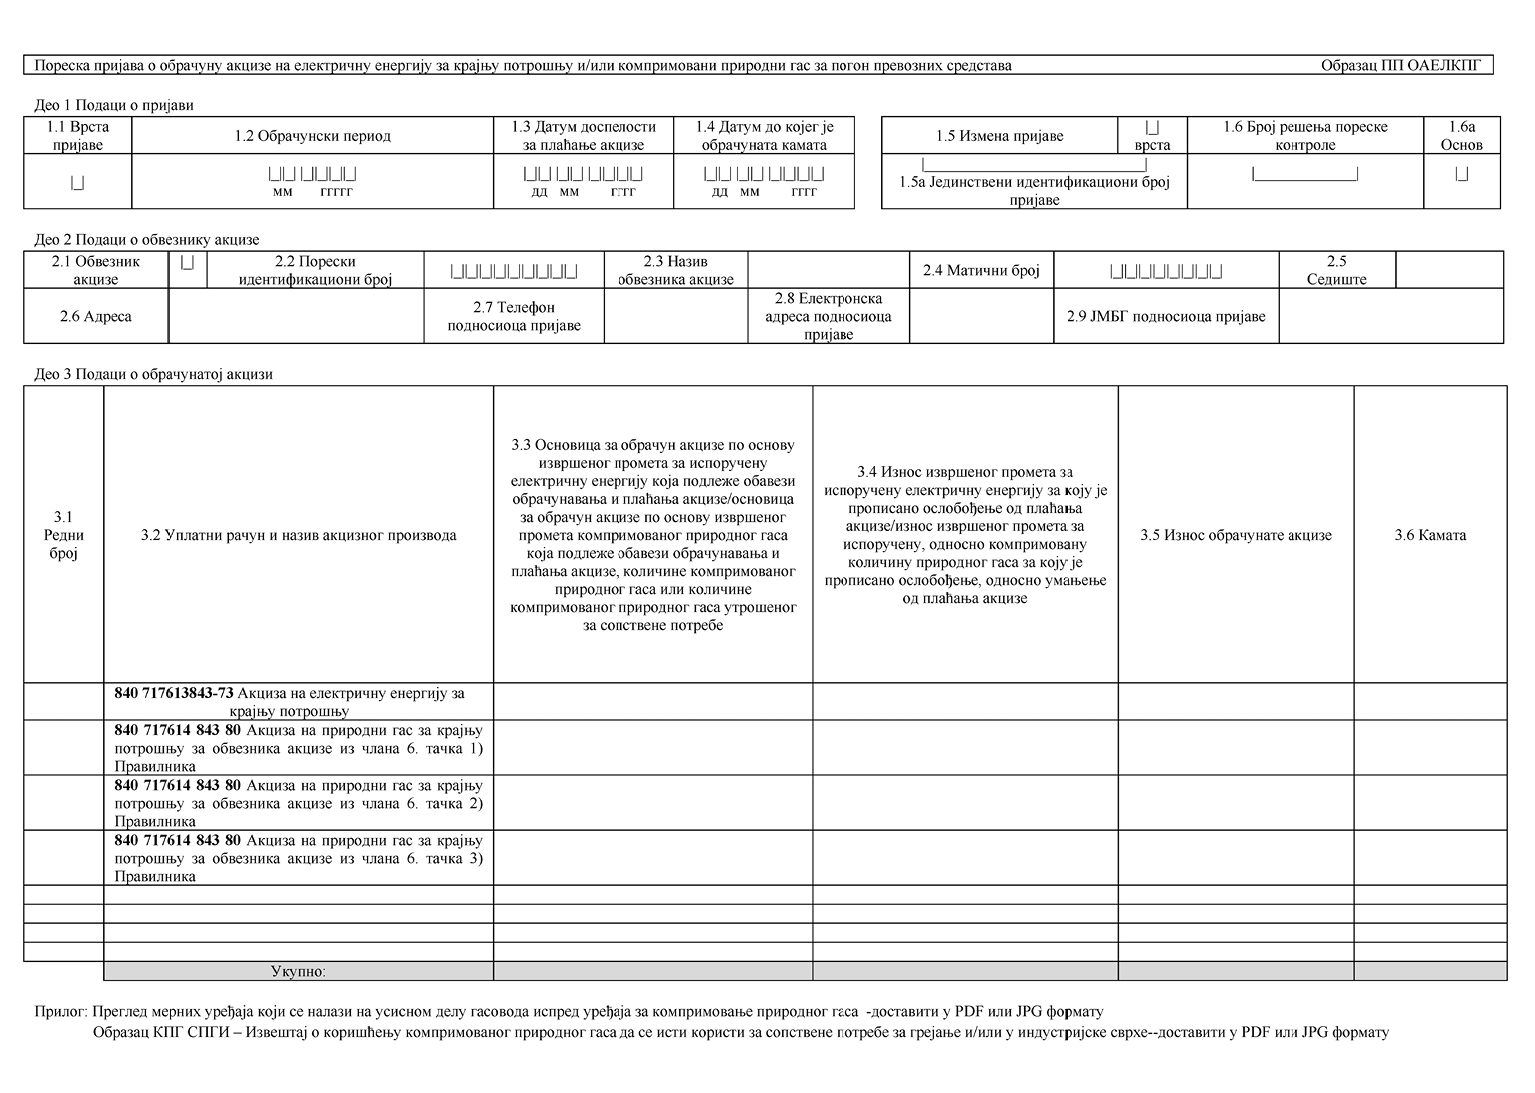 Пореска пријава о обрачуну акцизе на електричну енергију за крајњу потрошњу и/или компримовани природни гас за погон превозних средстава Образац ПП ОАЕЛКПГ
Део 1 Подаци о пријави
1.1 Врста
пријаве
1.2 Обрачунски период
1.3 Датум доспелости
за плаћање акцизе
1.4 Датум до којег је
обрачуната камата
1.5 Измена пријаве
|_|
врста
1.6 Број решења пореске
контроле
1.6а
Основ
|_|
|_|_| |_|_|_|_|
мм ггггг
|_|_| |_|_| |_|_|_|_|
дд мм гггг
|_|_| |_|_| |_|_|_|_|
дд мм гггг
|______________________________|
1.5а Јединствени идентификациони број
пријаве
|______________|
|_|
Део 2 Подаци о обвезнику акцизе
2.1 Обвезник
акцизе
|_|
2.2 Порески
идентификациони број
|_|_|_|_|_|_|_|_|_|
2.3 Назив
обвезника акцизе
2.4 Матични број
|_|_|_|_|_|_|_|_|
2.5
Седиште
2.6 Адреса
2.7 Телефон
подносиоца пријаве
2.8 Електронска
адреса подносиоца
пријаве
2.9 ЈМБГ подносиоца пријаве
Део 3 Подаци о обрачунатој акцизи
3.1
Редни
број
3.2 Уплатни рачун и назив акцизног производа
3.3 Основица за обрачун акцизе по основу
извршеног промета за испоручену
електричну енергију која подлеже обавези
обрачунавања и плаћања акцизе/основица
за обрачун акцизе по основу извршеног
промета компримованог природног гаса
која подлеже обавези обрачунавања и
плаћања акцизе, количине компримованог
природног гаса или количине
компримованог природног гаса утрошеног
за сопствене потребе
3.4 Износ извршеног промета за
испоручену електричну енергију за коју је
прописано ослобођење од плаћања
акцизе/износ извршеног промета за
испоручену, односно компримовану
количину природног гаса за коју је
прописано ослобођење, односно умањење
од плаћања акцизе
3.5 Износ обрачунате акцизе
3.6 Камата
840 717613843-73 Акциза на електричну енергију за
крајњу потрошњу
840 717614 843 80 Акциза на природни гас за крајњу
потрошњу за обвезника акцизе из члана 6. тачка 1)
Правилника
840 717614 843 80 Акциза на природни гас за крајњу
потрошњу за обвезника акцизе из члана 6. тачка 2)
Правилника
840 717614 843 80 Акциза на природни гас за крајњу
потрошњу за обвезника акцизе из члана 6. тачка 3)
Правилника
Укупно:
Прилог: Преглед мерних уређаја који се налази на усисном делу гасовода испред уређаја за компримовање природног гаса -доставити у PDF или JPG формату
Образац КПГ СПГИ – Извештај о коришћењу компримованог природног гаса да се исти користи за сопствене потребе за грејање и/или у индустријске сврхе--доставити у PDF или JPG формату